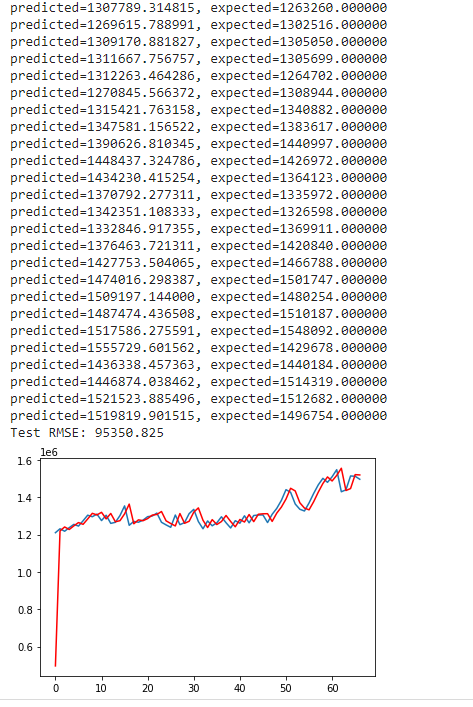 predicted=1307789.314815, expected=1263260.000000
predicted=1269615.788991, expected=1302516.000000
predicted=1309170.881827, expected=1305050.000000
predicted=1311667.756757, expected=1305699.000000
predicted=1312263.464286, expected=1264702.000000
predicted=1270845.566372, expected=1308944.000000
predicted=1315421.763158, expected=1340882.000000
predicted=1347581.156522, expected=1383617.000000
predicted=1390626.810345, expected=1440997.000000
predicted=1448437.324786, expected=1426972.000000
predicted=1434230.415254, expected=1364123.000000
predicted=1370792.277311, expected=1335972.000000
predicted=1342351.108333, expected=1326598.000000
predicted=1332846.917355, expected=1369911.000000
predicted=1376463.721311, expected=1420840.000000
predicted=1427753.504065, expected=1466788.000000
predicted=1474016.298387, expected=1501747.000000
predicted=1509197.144000, expected=1480254.000000
predicted=1487474.436508, expected=1510187.000000
predicted=1517586.275591, expected=1548092.000000
predicted=1555729.601562, expected=1429678.000000
predicted=1436338.457363, expected=1440184.000000
predicted=1446874.038462, expected=1514319.000000
predicted=1521523.885496, expected=1512682.000000
predicted=1519819.901515, expected=1496754.000000
Test RMSE: 95350.825
1e6
1.6
1.4
1.2
1.0
0.8
0.6
0 10 20 30 40 50 60